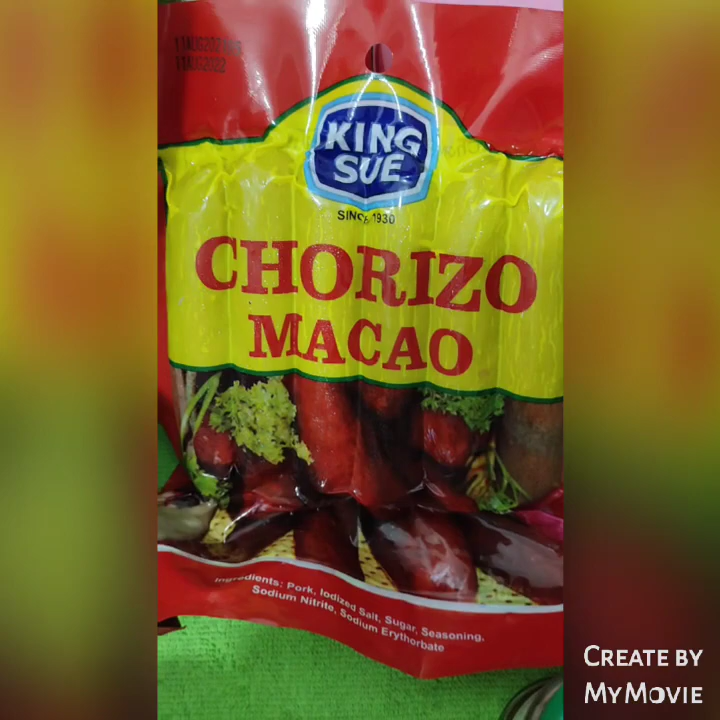 KING
SUE
SINCE 1930
CHORIZO
MACAO
Ingredients: Pork, Iodized Salt, Sugar, Seasoning,
Sodium Nitrite, Sodium Erythorbate
CREATE BY
MYMOVIE